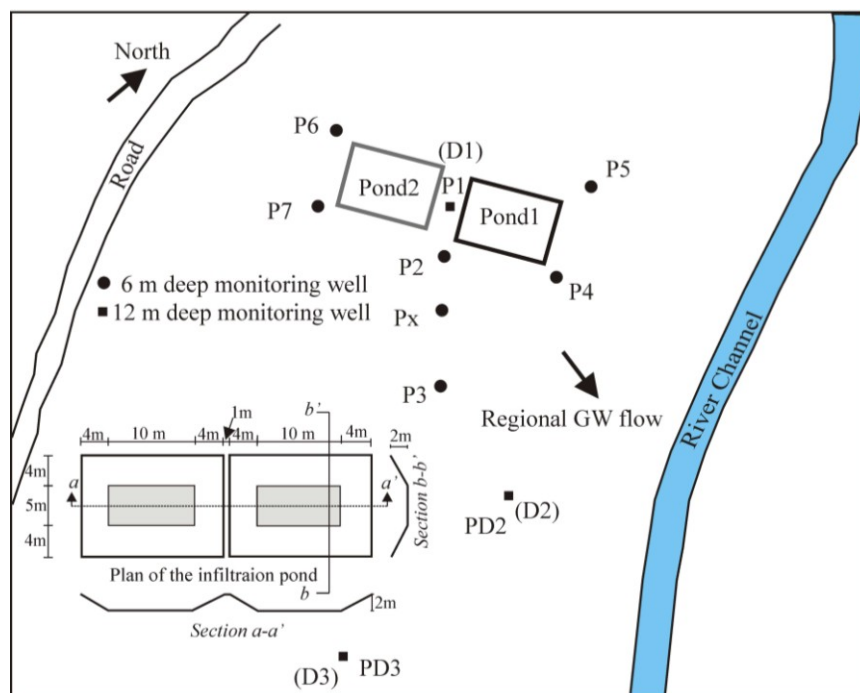 North
Road
P6
(D1)
P1
P5
Pond2
Pond1
P7
P2
P4
6 m deep monitoring well
12 m deep monitoring well
Px
P3
Regional GW flow
River Channel
1m
b'
4m 10 m 4m 4m 10 m 4m
2m
4m
5m
4m
a
a'
Section b-b'
(D2)
PD2
Plan of the infiltraion pond
b
2m
Section a-a'
(D3) PD3